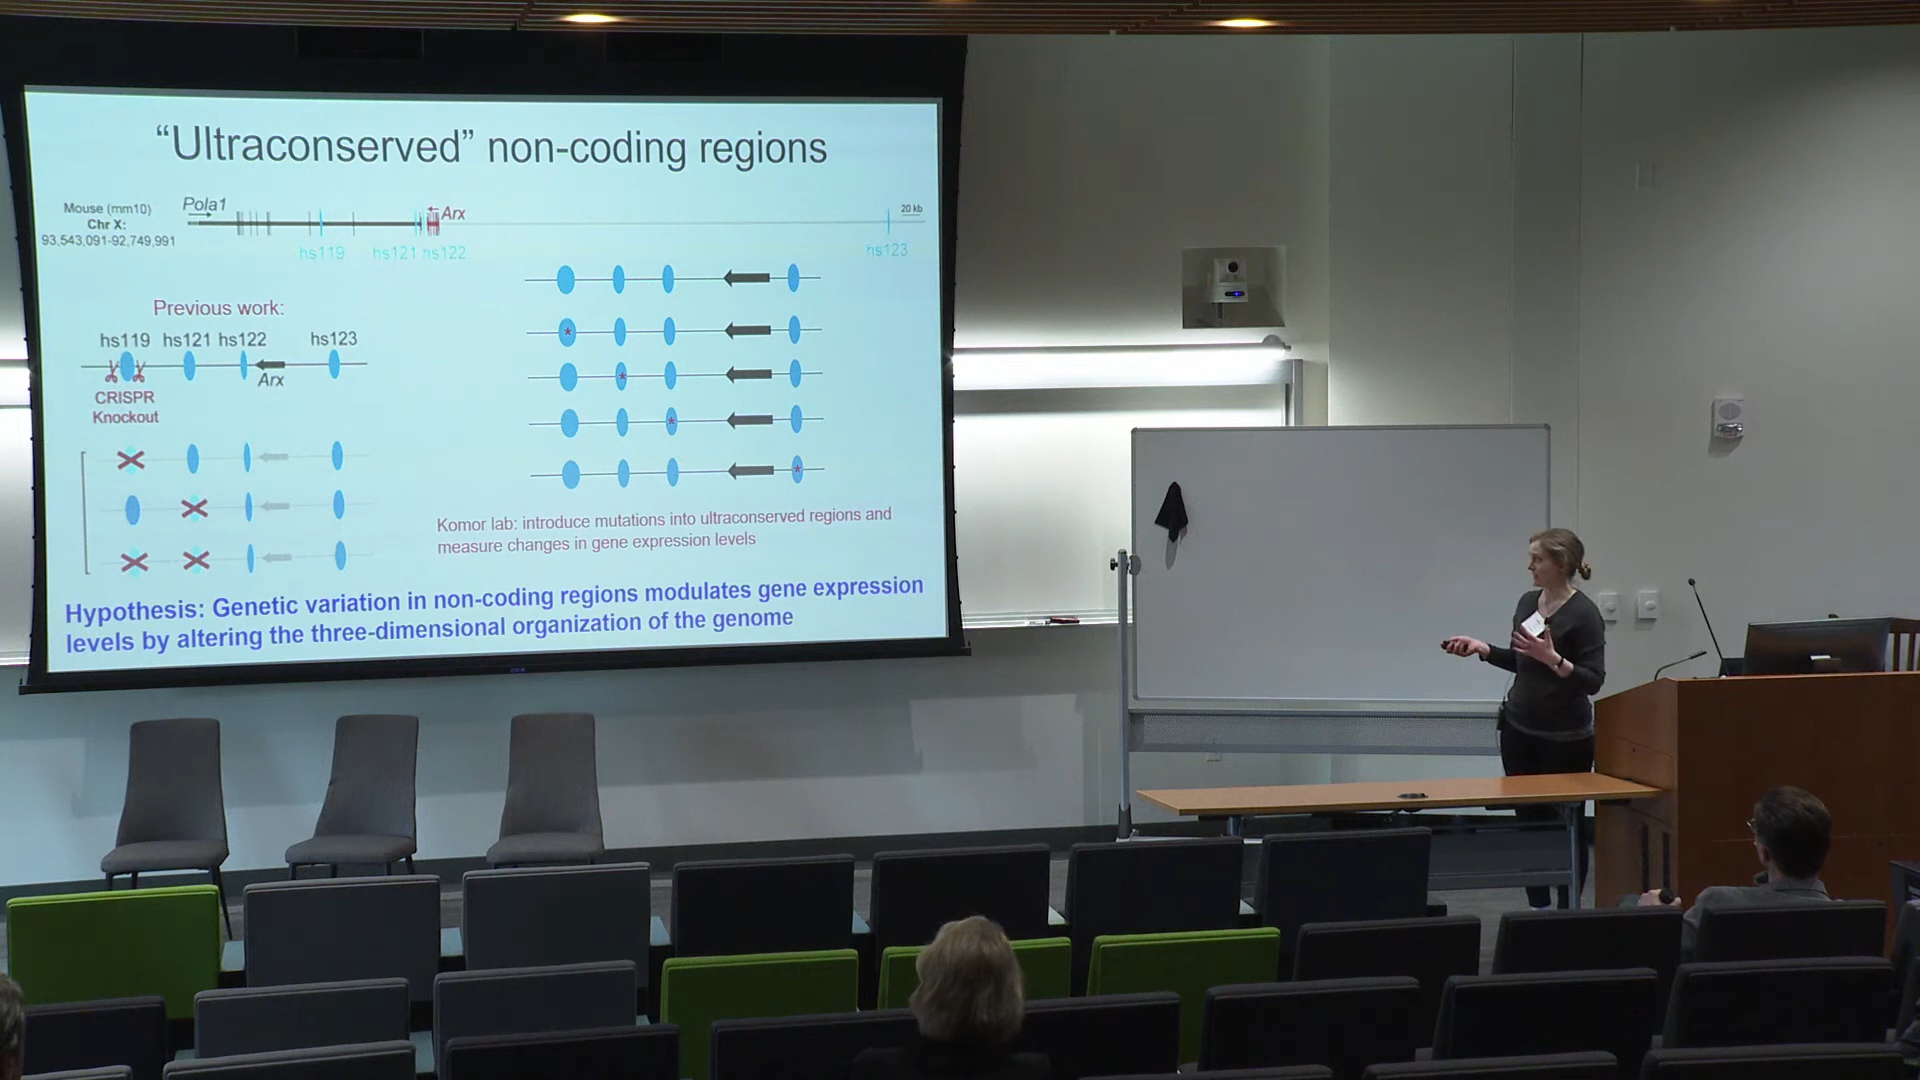 “Ultraconserved” non-coding regions
Mouse (mm10)
Chr X:
93,543,091-92,749,991
Pola1
Arx
20 kb
hs119
hs121
hs122
hs123
Previous work:
hs119
hs121
hs122
hs123
Arx
CRISPR
Knockout
*
*
*
*
Komor lab: introduce mutations into ultraconserved regions and
measure changes in gene expression levels
Hypothesis: Genetic variation in non-coding regions modulates gene expression
levels by altering the three-dimensional organization of the genome